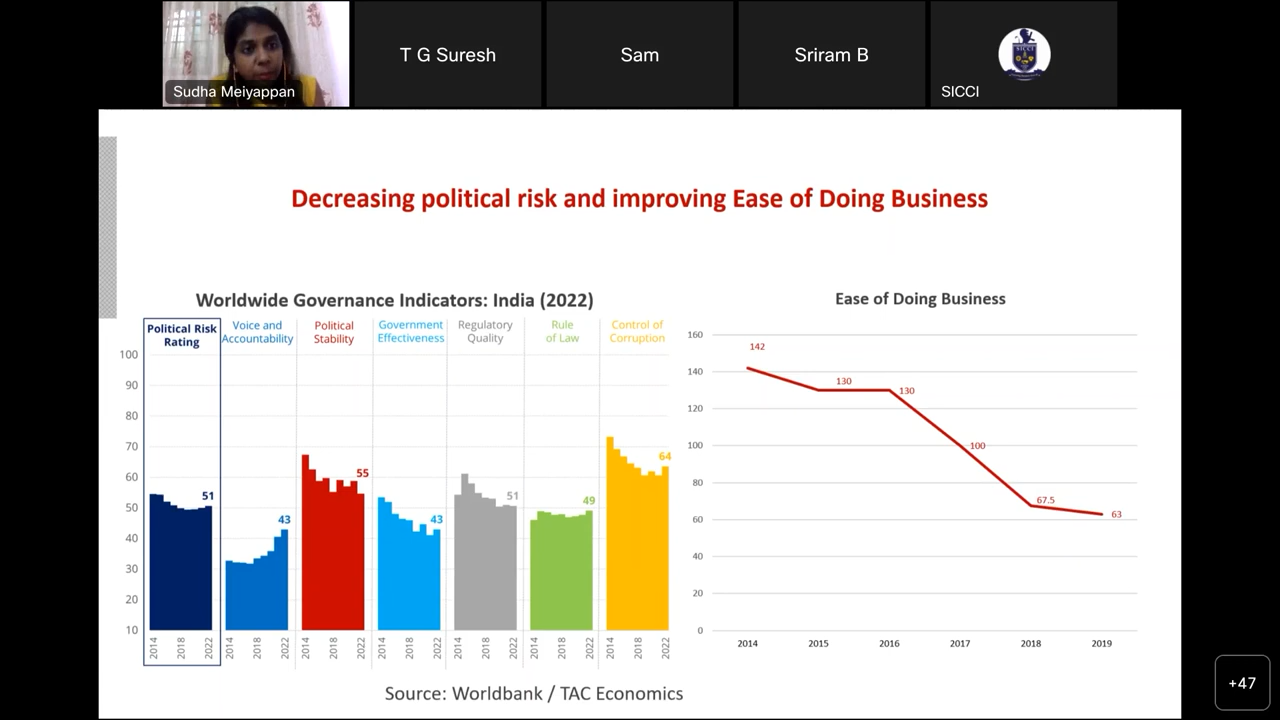 Sudha Meiyappan
T G Suresh
Sam
Sriram B
SICCI
SICCI
Decreasing political risk and improving Ease of Doing Business
Worldwide Governance Indicators: India (2022)
Political Risk
Rating
Voice and
Accountability
Political
Stability
Government
Effectiveness
Regulatory
Quality
Rule
of Law
Control of
Corruption
100
90
80
70
60
50
40
30
20
10
51
43
55
43
51
49
64
2014 2018 2022
2014 2018 2022
2014 2018 2022
2014 2018 2022
2014 2018 2022
2014 2018 2022
2014 2018 2022
Ease of Doing Business
160
140
120
100
80
60
40
20
0
142
130
130
100
67.5
63
2014 2015 2016 2017 2018 2019
Source: Worldbank / TAC Economics
+47